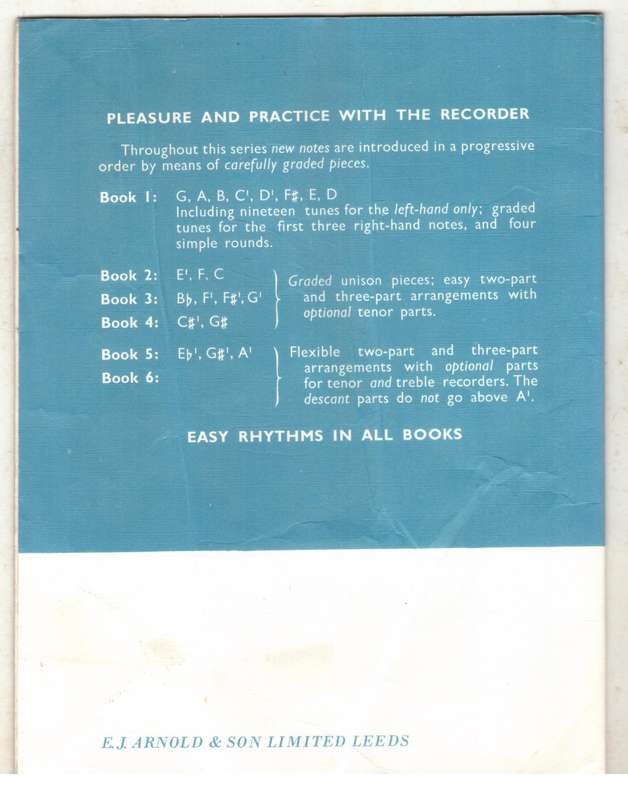 PLEASURE AND PRACTICE WITH THE RECORDER
Throughout this series new notes are introduced in a progressive
order by means of carefully graded pieces.
Book 1: G, A, B, C', D', F#, E, D
Including nineteen tunes for the left-hand only; graded
tunes for the first three right-hand notes, and four
simple rounds.
Book 2: E', F, C
Book 3: B♭, F', F#', G'
Book 4: C#', G#
Graded unison pieces; easy two-part
and three-part arrangements with
optional tenor parts.
Book 5: E♭', G#', A'
Book 6:
Flexible two-part and three-part
arrangements with optional parts
for tenor and treble recorders. The
descant parts do not go above A'.
EASY RHYTHMS IN ALL BOOKS
E.J. ARNOLD & SON LIMITED LEEDS